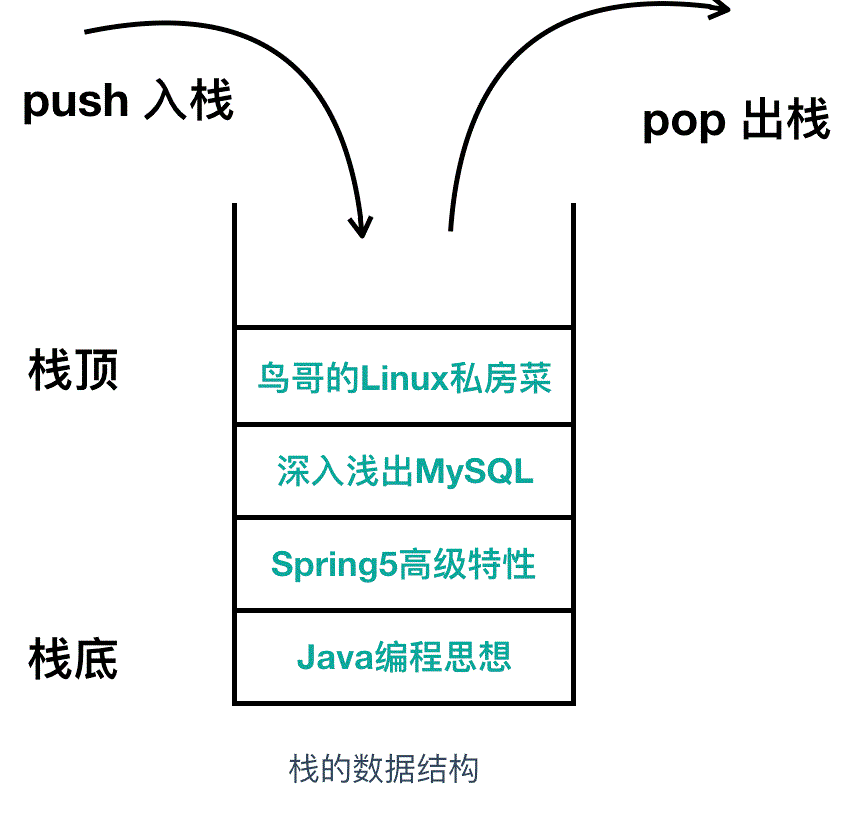 push 入栈
pop 出栈
栈顶
鸟哥的Linux私房菜
深入浅出MySQL
Spring5高级特性
栈底
Java编程思想
栈的数据结构